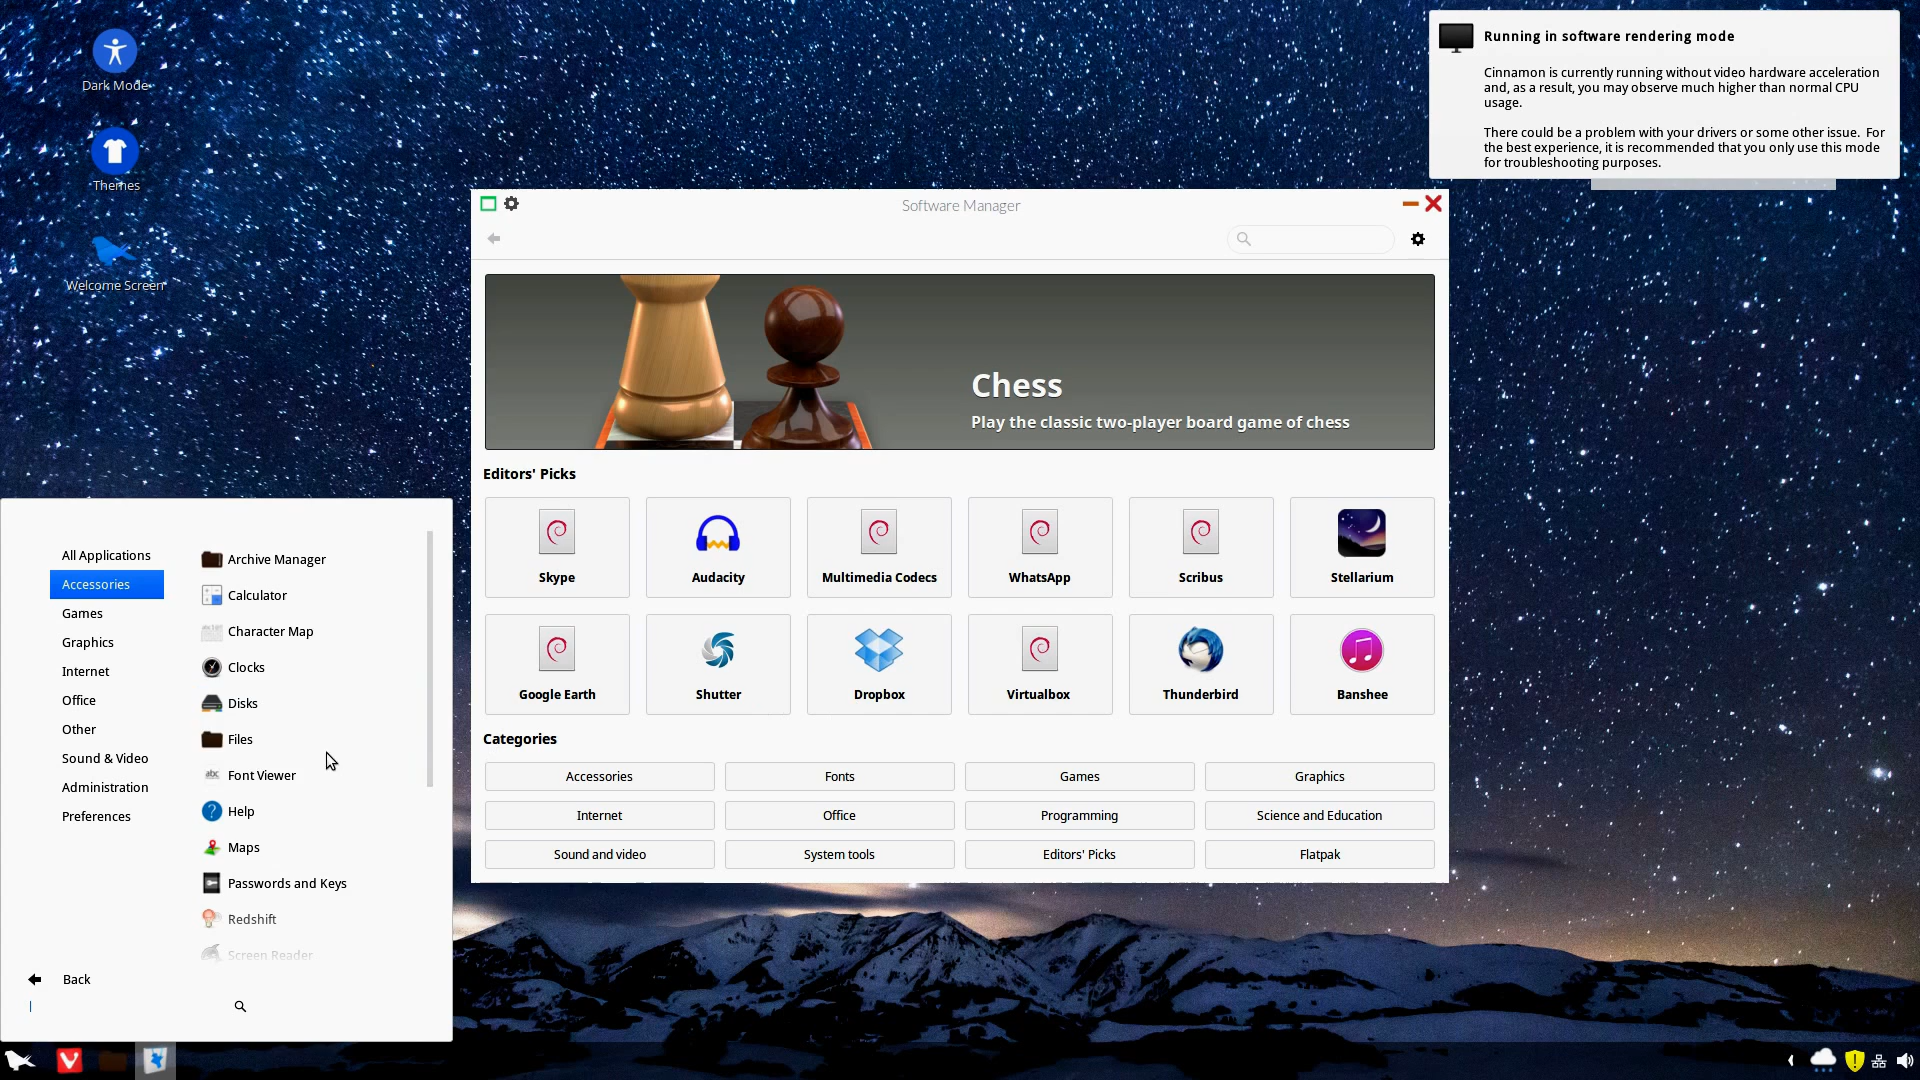 Dark Mode
Themes
Welcome Screen
Running in software rendering mode
Cinnamon is currently running without video hardware acceleration
and, as a result, you may observe much higher than normal CPU
usage.
There could be a problem with your drivers or some other issue.  For
the best experience, it is recommended that you only use this mode
for troubleshooting purposes.
Software Manager
Chess
Play the classic two-player board game of chess
Editors' Picks
Skype
Audacity
Multimedia Codecs
WhatsApp
Scribus
Stellarium
Google Earth
Shutter
Dropbox
Virtualbox
Thunderbird
Banshee
Categories
Accessories
Fonts
Games
Graphics
Internet
Office
Programming
Science and Education
Sound and video
System tools
Editors' Picks
Flatpak
All Applications
Accessories
Games
Graphics
Internet
Office
Other
Sound & Video
Administration
Preferences
Archive Manager
Calculator
Character Map
Clocks
Disks
Files
abc
Font Viewer
Help
Maps
Passwords and Keys
Redshift
Screen Reader
Back